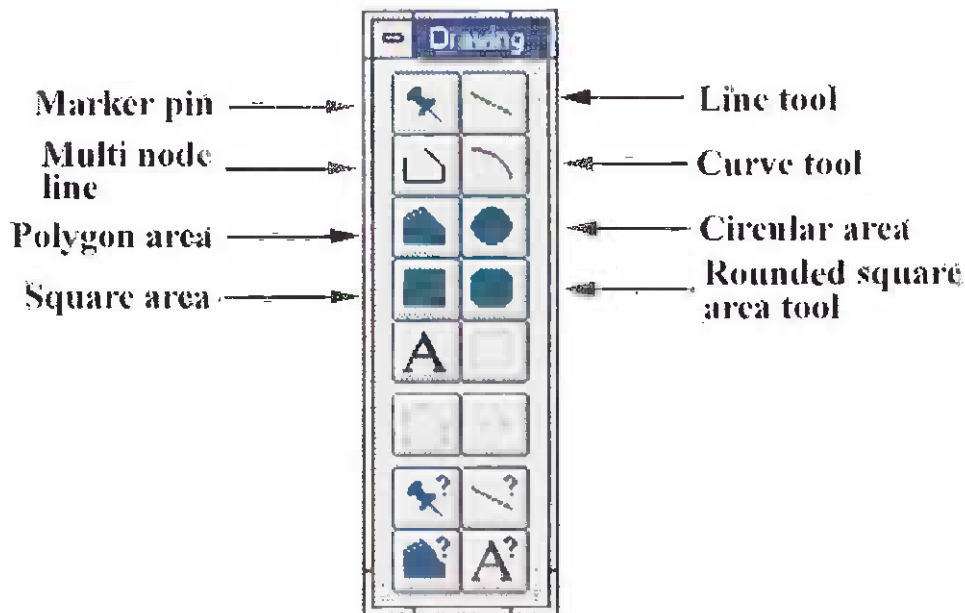 Drawing
Marker pin
Line tool
Multi node
line
Curve tool
Polygon area
Circular area
Square area
Rounded square
area tool
A
?
?
?
A?